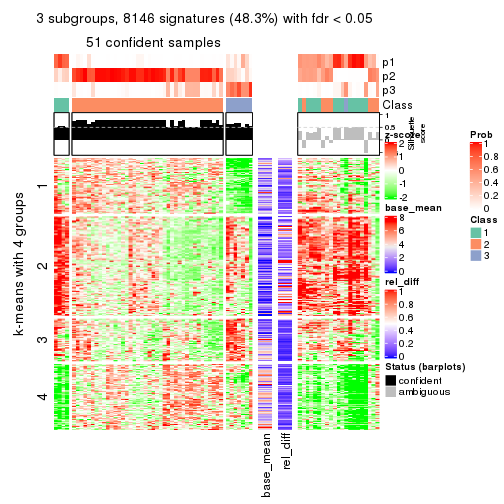 3 subgroups, 8146 signatures (48.3%) with fdr < 0.05
51 confident samples
p1
p2
p3
Class
1
0.5
0
Silhouette
score
z-score
2
1
0
-1
-2
base_mean
8
6
4
2
0
rel_diff
1
0.8
0.6
0.4
0.2
0
Status (barplots)
confident
ambiguous
Prob
1
0.8
0.6
0.4
0.2
0
Class
1
2
3
k-means with 4 groups
1
2
3
4
base_mean
rel_diff